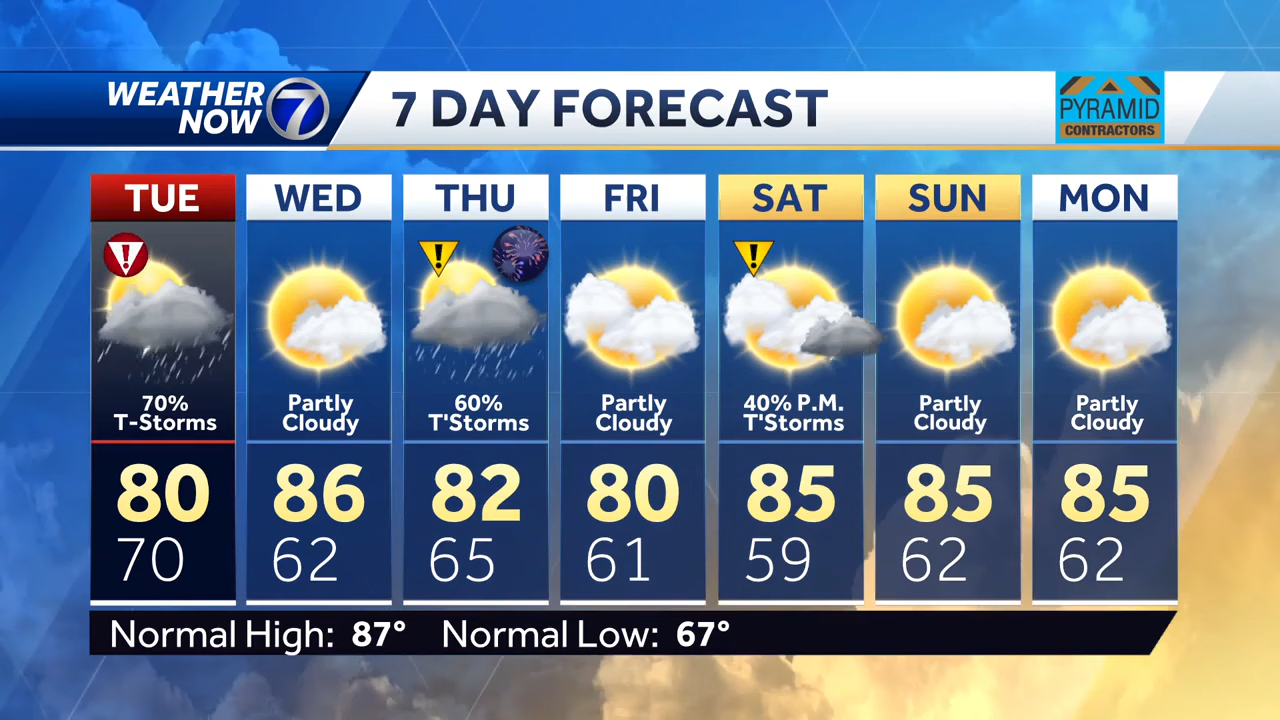 WEATHER
NOW
7
7 DAY FORECAST
PYRAMID
CONTRACTORS
TUE
!
70%
T-Storms
80
70
WED
Partly
Cloudy
86
62
THU
!
60%
T'Storms
82
65
FRI
Partly
Cloudy
80
61
SAT
!
40% P.M.
T'Storms
85
59
SUN
Partly
Cloudy
85
62
MON
Partly
Cloudy
85
62
Normal High: 87° Normal Low: 67°